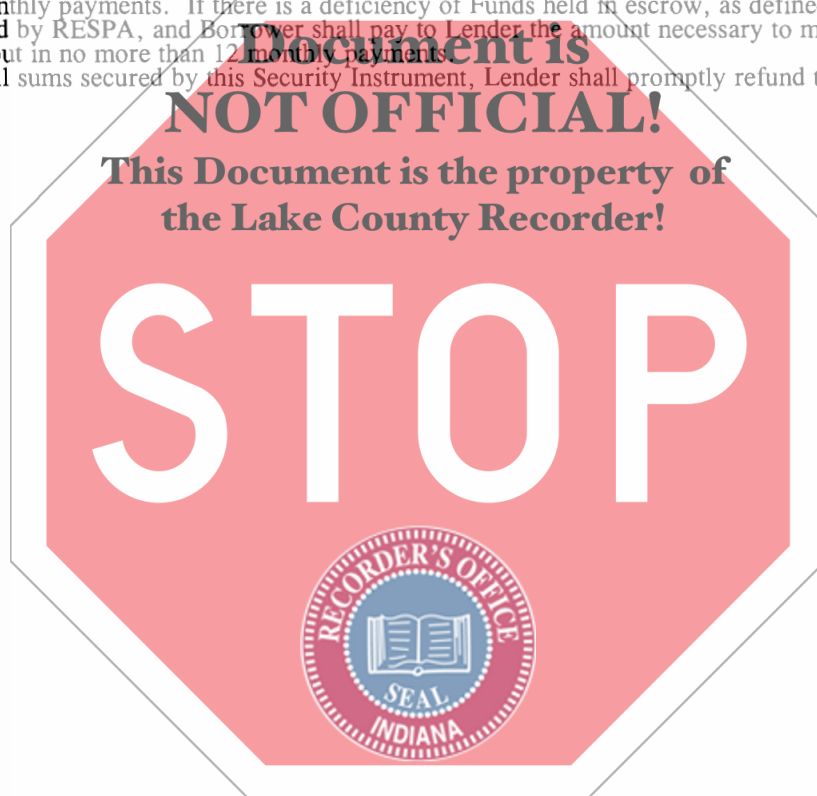 nthly payments. If there is a deficiency of Funds held in escrow, as define
d by RESPA, and Borrower shall pay to Lender the amount necessary to m
ut in no more than 12 monthly payments.
l sums secured by this Security Instrument, Lender shall promptly refund t
Document is
NOT OFFICIAL!
This Document is the property of
the Lake County Recorder!
STOP
RECORDER'S OFFICE
SEAL
INDIANA